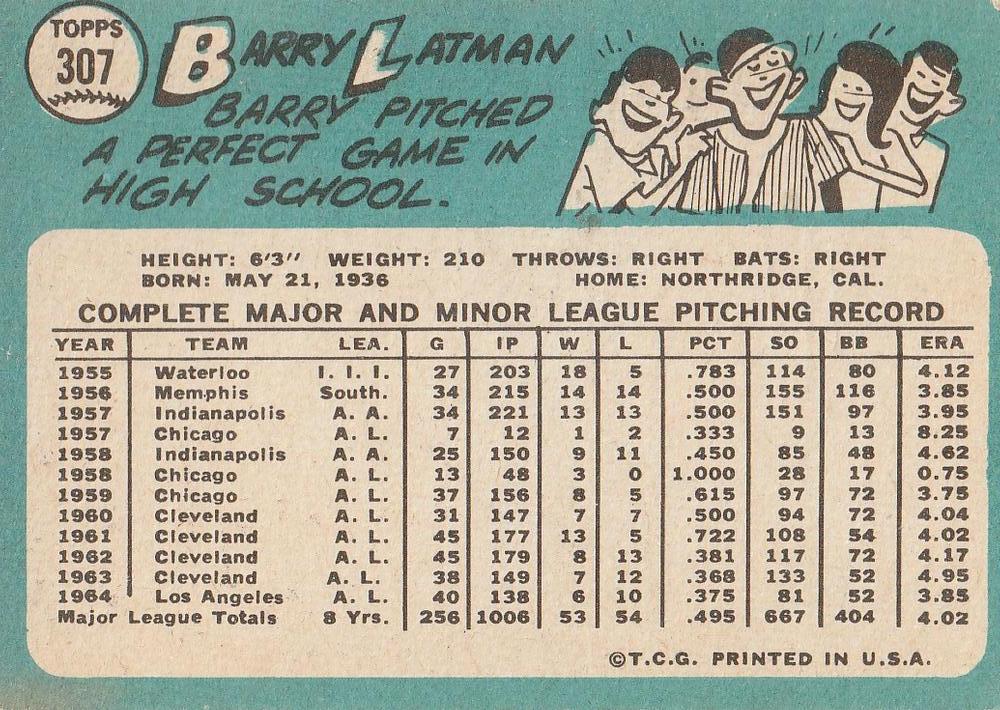 TOPPS
307
BARRY LATMAN
BARRY PITCHED
A PERFECT GAME IN
HIGH SCHOOL.
HEIGHT: 6'3" WEIGHT: 210 THROWS: RIGHT BATS: RIGHT
BORN: MAY 21, 1936 HOME: NORTHRIDGE, CAL.
COMPLETE MAJOR AND MINOR LEAGUE PITCHING RECORD
YEAR TEAM LEA. G IP W L PCT SO BB ERA
1955 Waterloo I. I. I. 27 203 18 5 .783 114 80 4.12
1956 Memphis South. 34 215 14 14 .500 155 116 3.85
1957 Indianapolis A. A. 34 221 13 13 .500 151 97 3.95
1957 Chicago A. L. 7 12 1 2 .333 9 13 8.25
1958 Indianapolis A. A. 25 150 9 11 .450 85 48 4.62
1958 Chicago A. L. 13 48 3 0 1.000 28 17 0.75
1959 Chicago A. L. 37 156 8 5 .615 97 72 3.75
1960 Cleveland A. L. 31 147 7 7 .500 94 72 4.04
1961 Cleveland A. L. 45 177 13 5 .722 108 54 4.02
1962 Cleveland A. L. 45 179 8 13 .381 117 72 4.17
1963 Cleveland A. L. 38 149 7 12 .368 133 52 4.95
1964 Los Angeles A. L. 40 138 6 10 .375 81 52 3.85
Major League Totals 8 Yrs. 256 1006 53 54 .495 667 404 4.02
©T.C.G. PRINTED IN U.S.A.